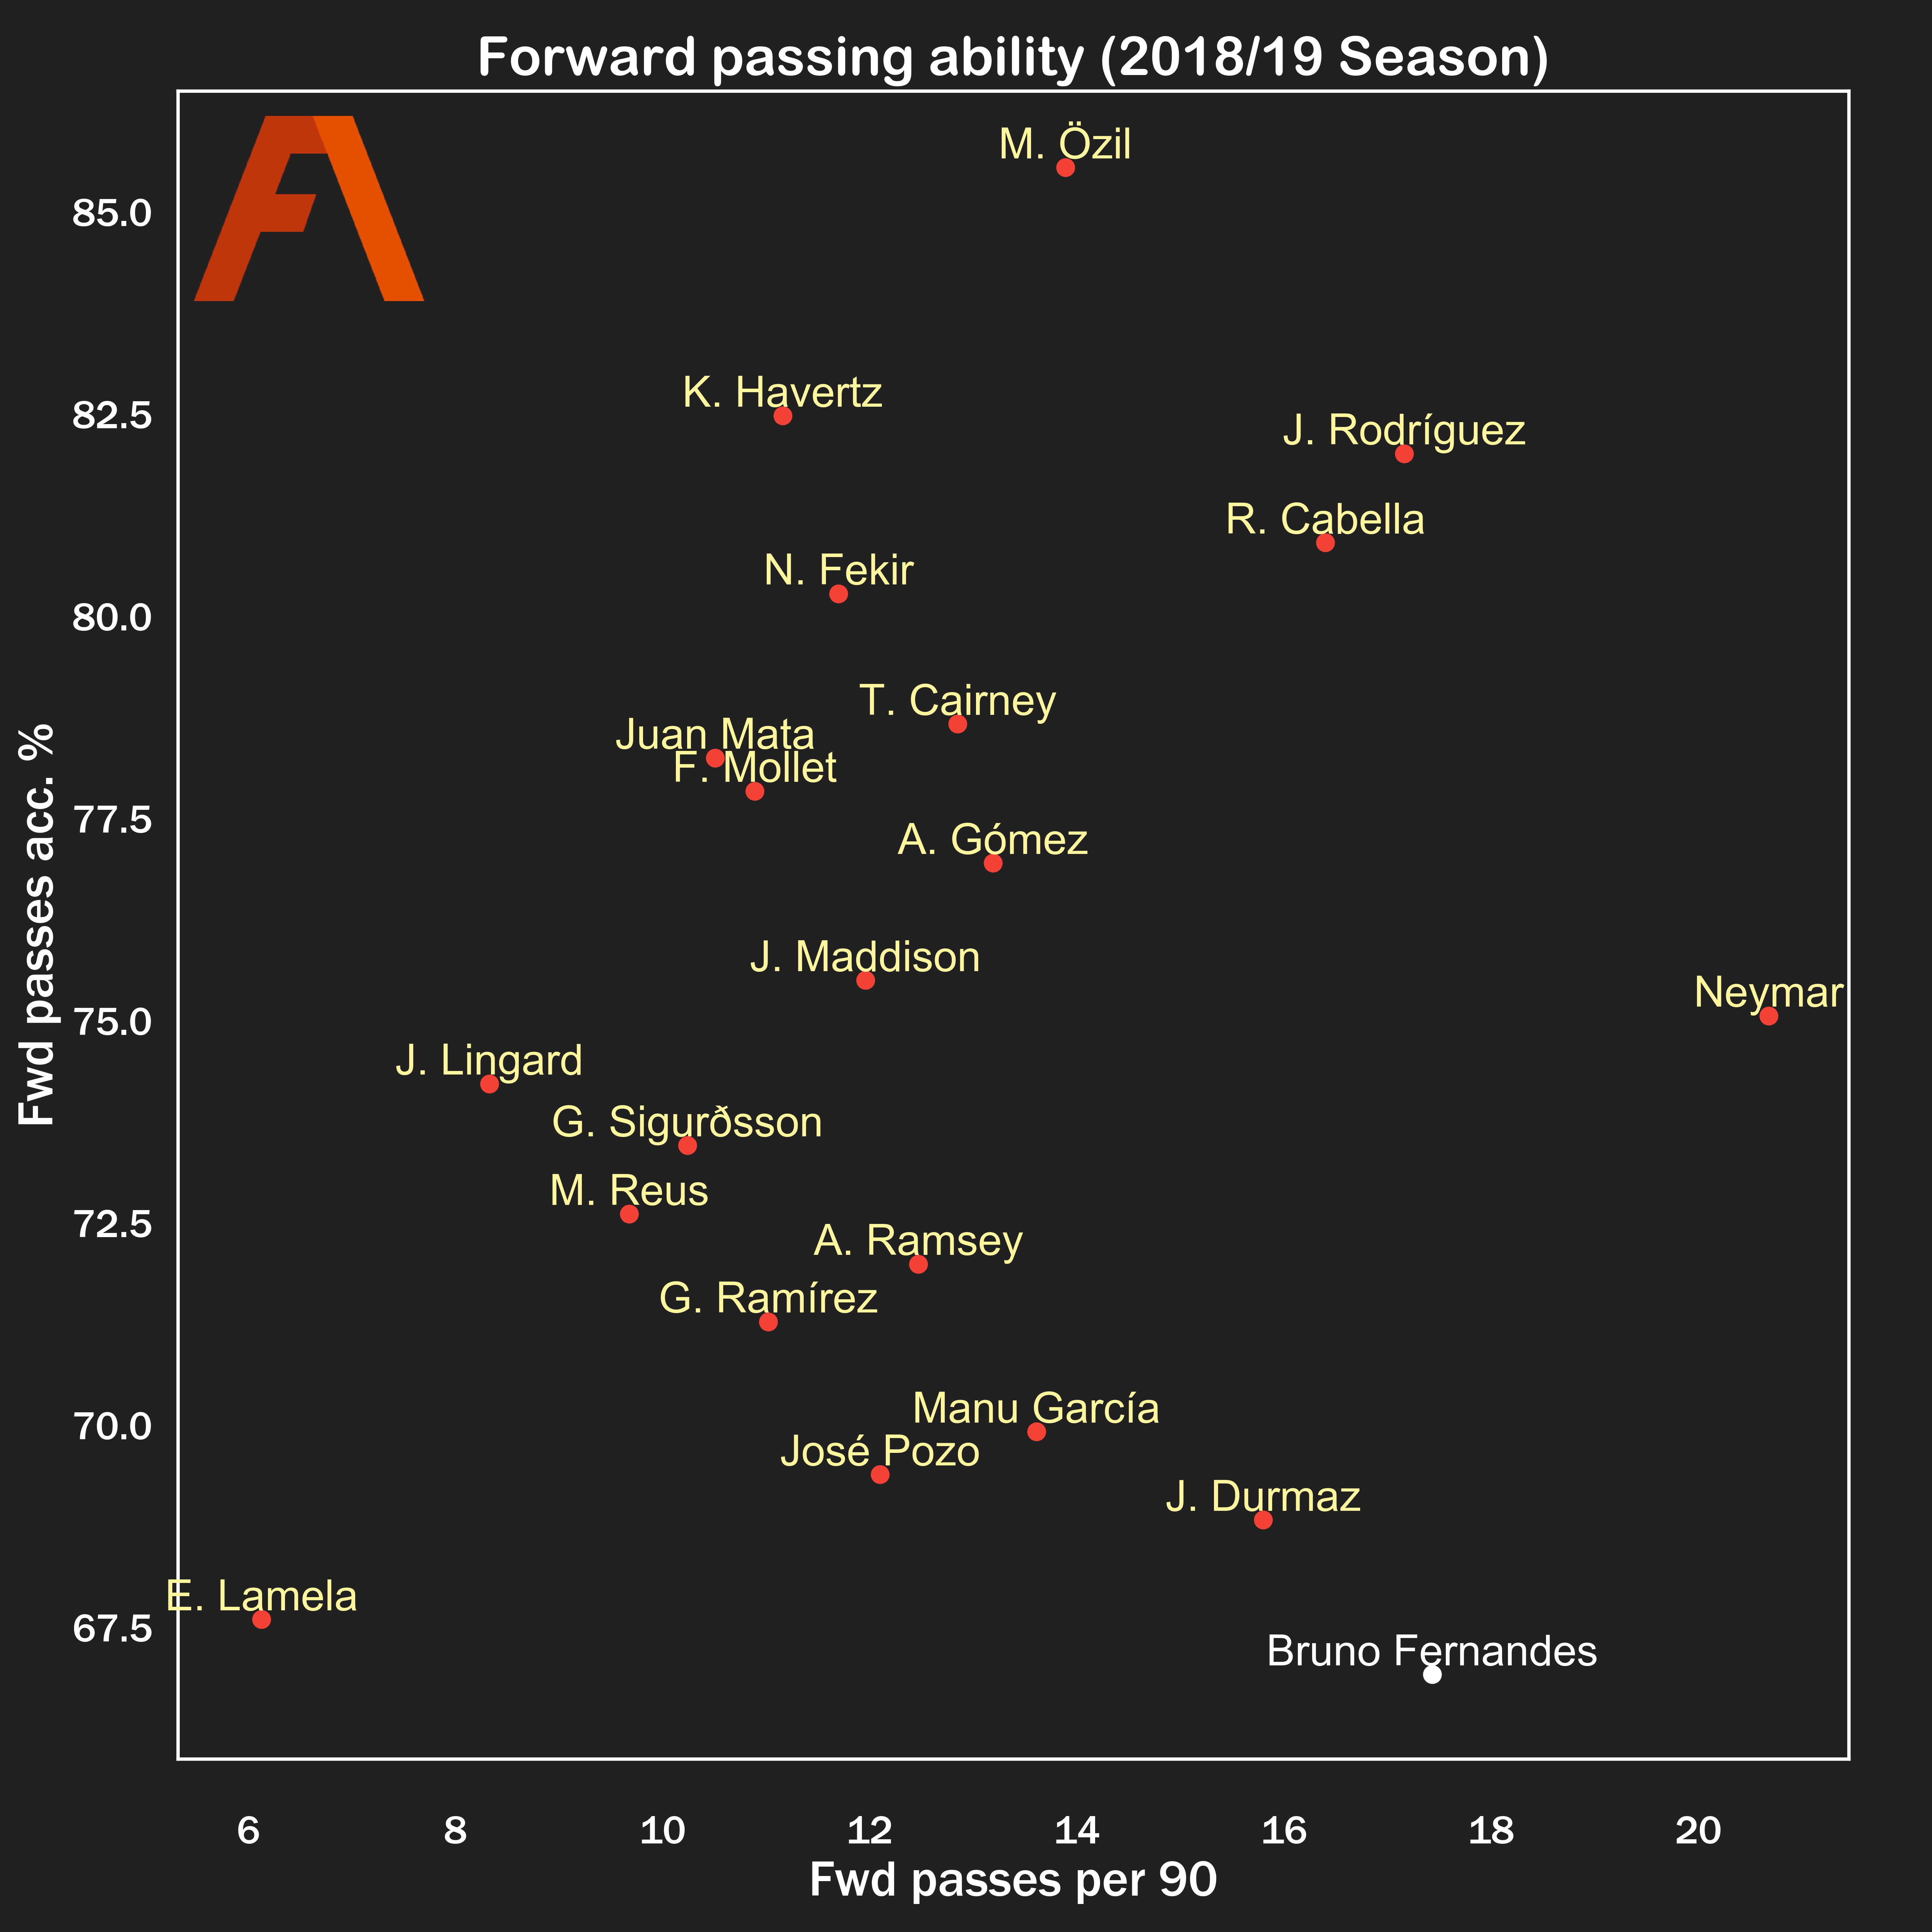 Forward passing ability (2018/19 Season)
M. Özil
85.0
K. Havertz
82.5
J. Rodríguez
R. Cabella
N. Fekir
80.0
T. Cairney
Juan Mata
F. Mollet
77.5
A. Gómez
J. Maddison
Neymar
75.0
J. Lingard
G. Sigurðsson
M. Reus
72.5
A. Ramsey
G. Ramírez
Manu García
70.0
José Pozo
J. Durmaz
E. Lamela
67.5
Bruno Fernandes
Fwd passes acc. %
6 8 10 12 14 16 18 20
Fwd passes per 90